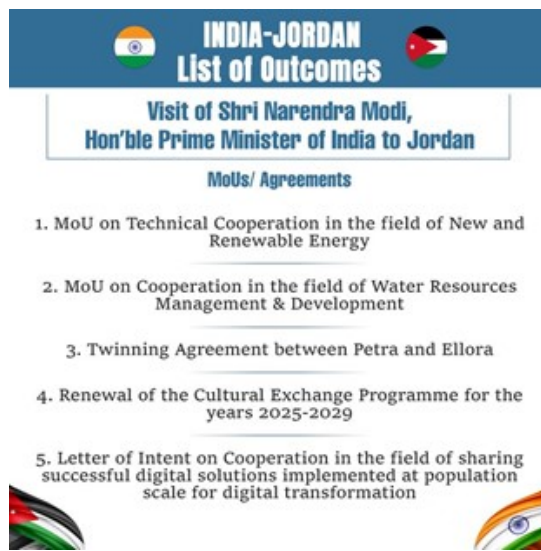 INDIA-JORDAN
List of Outcomes
Visit of Shri Narendra Modi,
Hon'ble Prime Minister of India to Jordan
MoUs/ Agreements
1. MoU on Technical Cooperation in the field of New and
Renewable Energy
2. MoU on Cooperation in the field of Water Resources
Management & Development
3. Twinning Agreement between Petra and Ellora
4. Renewal of the Cultural Exchange Programme for the
years 2025-2029
5. Letter of Intent on Cooperation in the field of sharing
successful digital solutions implemented at population
scale for digital transformation